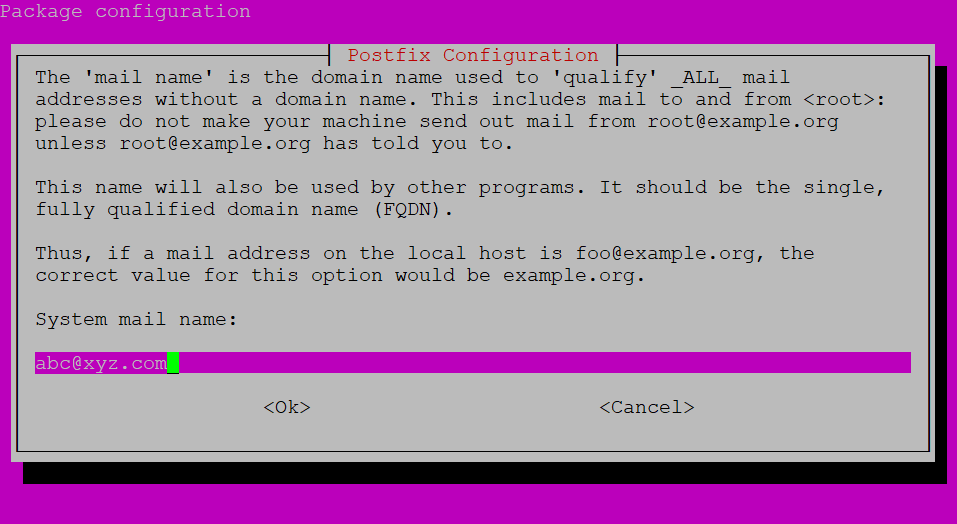 Package configuration
Postfix Configuration
The 'mail name' is the domain name used to 'qualify' _ALL_ mail
addresses without a domain name. This includes mail to and from <root>:
please do not make your machine send out mail from root@example.org
unless root@example.org has told you to.
This name will also be used by other programs. It should be the single,
fully qualified domain name (FQDN).
Thus, if a mail address on the local host is foo@example.org, the
correct value for this option would be example.org.
System mail name:
abc@xyz.com
<Ok> <Cancel>